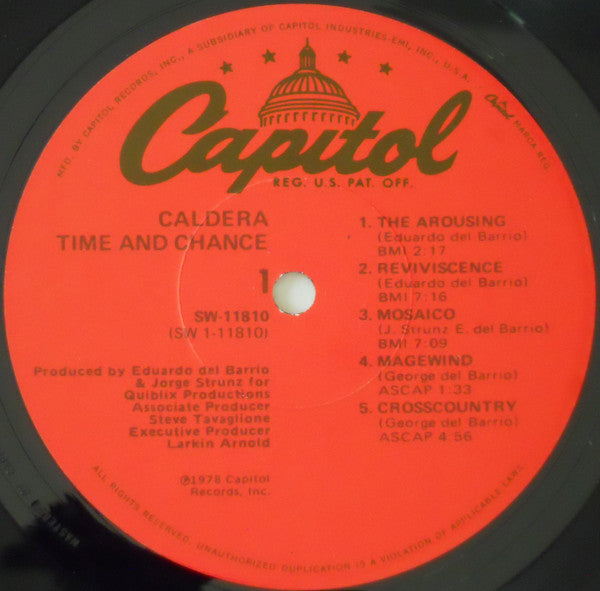 MFD. BY CAPITOL RECORDS, INC., A SUBSIDIARY OF CAPITOL INDUSTRIES-EMI, INC., U.S.A.
Capitol MARCA REG.
Capitol
REG. U.S. PAT. OFF.
CALDERA
TIME AND CHANCE
1
SW-11810
(SW 1-11810)
Produced by Eduardo del Barrio
& Jorge Strunz for
Quiblix Productions
Associate Producer
Steve Tavaglione
Executive Producer
Larkin Arnold
℗1978 Capitol
Records, Inc.
1. THE AROUSING
(Eduardo del Barrio)
BMI 2:17
2. REVIVISCENCE
(Eduardo del Barrio)
BMI 7:16
3. MOSAICO
(J. Strunz E. del Barrio)
BMI 7:09
4. MAGEWIND
(George del Barrio)
ASCAP 1:33
5. CROSSCOUNTRY
(George del Barrio)
ASCAP 4:56
ALL RIGHTS RESERVED. UNAUTHORIZED DUPLICATION IS A VIOLATION OF APPLICABLE LAWS.